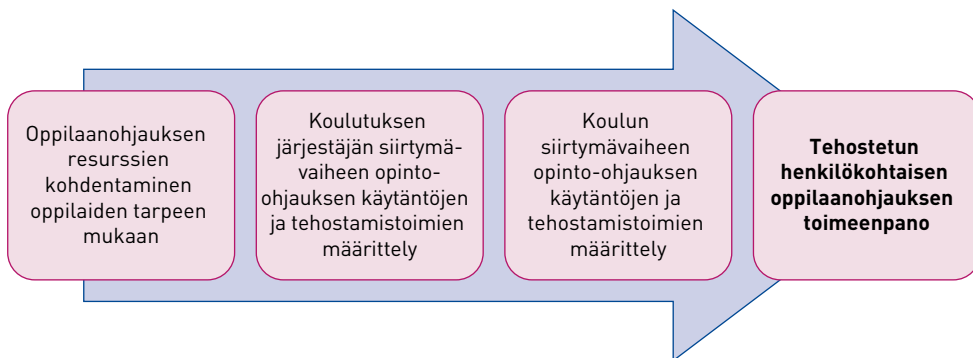 Oppilaanohjauksen
resurssien
kohdentaminen
oppilaiden tarpeen
mukaan
Koulutuksen
järjestäjän siirtymä-
vaiheen opinto-
ohjauksen käytäntöjen
ja tehostamistoimien
määrittely
Koulun
siirtymävaiheen
opinto-ohjauksen
käytäntöjen ja
tehostamistoimien
määrittely
Tehostetun
henkilökohtaisen
oppilaanohjauksen
toimeenpano